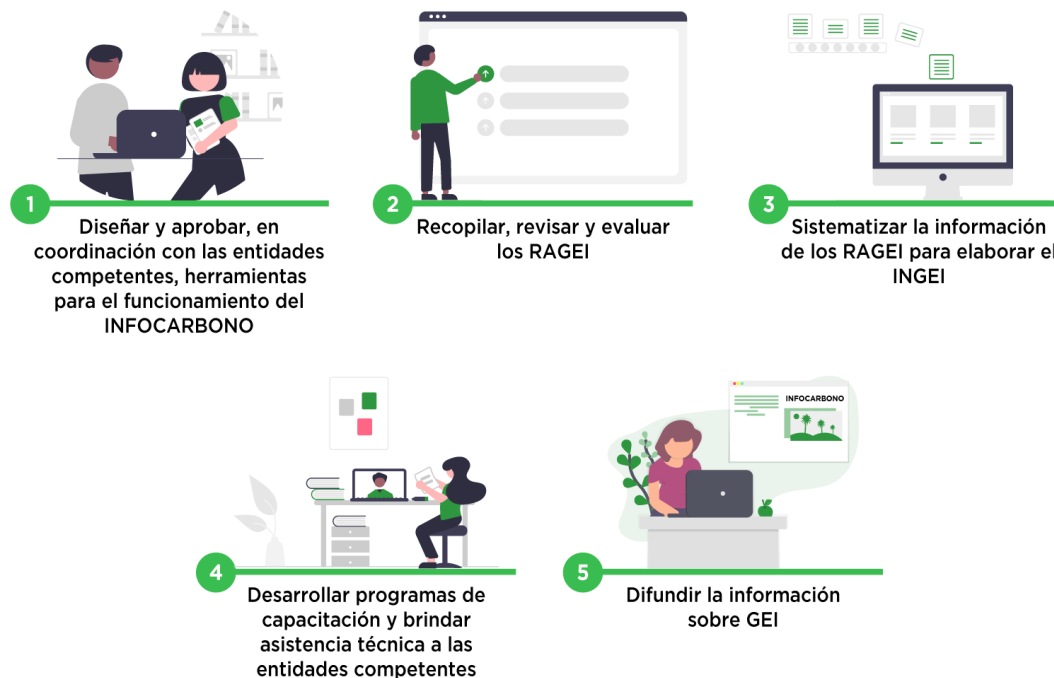 1
Diseñar y aprobar, en
coordinación con las entidades
competentes, herramientas
para el funcionamiento del
INFOCARBONO
2
Recopilar, revisar y evaluar
los RAGEI
3
Sistematizar la información
de los RAGEI para elaborar el
INGEI
4
Desarrollar programas de
capacitación y brindar
asistencia técnica a las
entidades competentes
INFOCARBONO
5
Difundir la información
sobre GEI